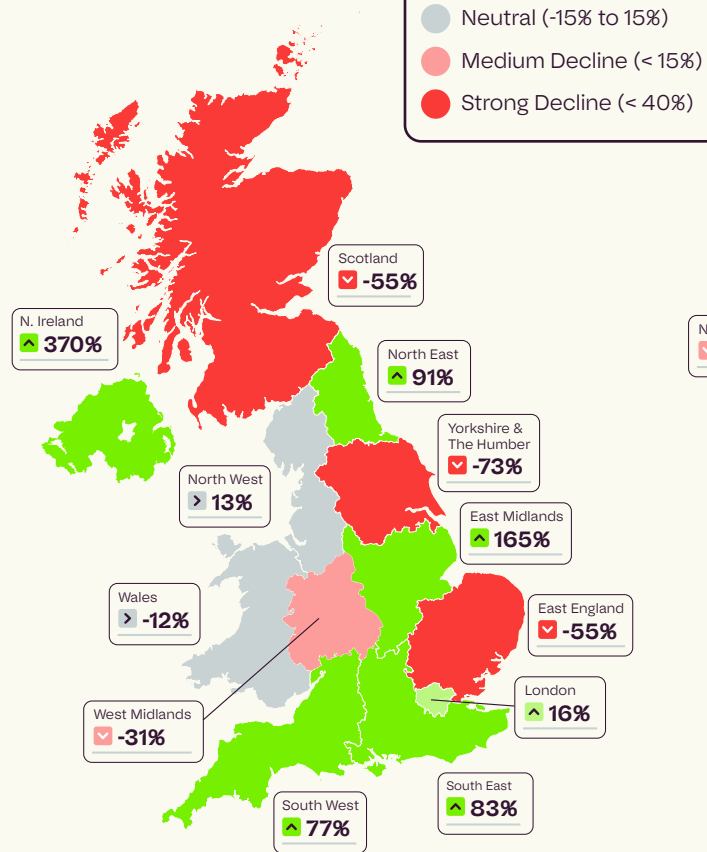 Neutral (-15% to 15%)
Medium Decline (< 15%)
Strong Decline (< 40%)
Scotland
-55%
N. Ireland
370%
North East
91%
Yorkshire &
The Humber
-73%
North West
13%
East Midlands
165%
Wales
-12%
East England
-55%
London
16%
West Midlands
-31%
South East
83%
South West
77%
N